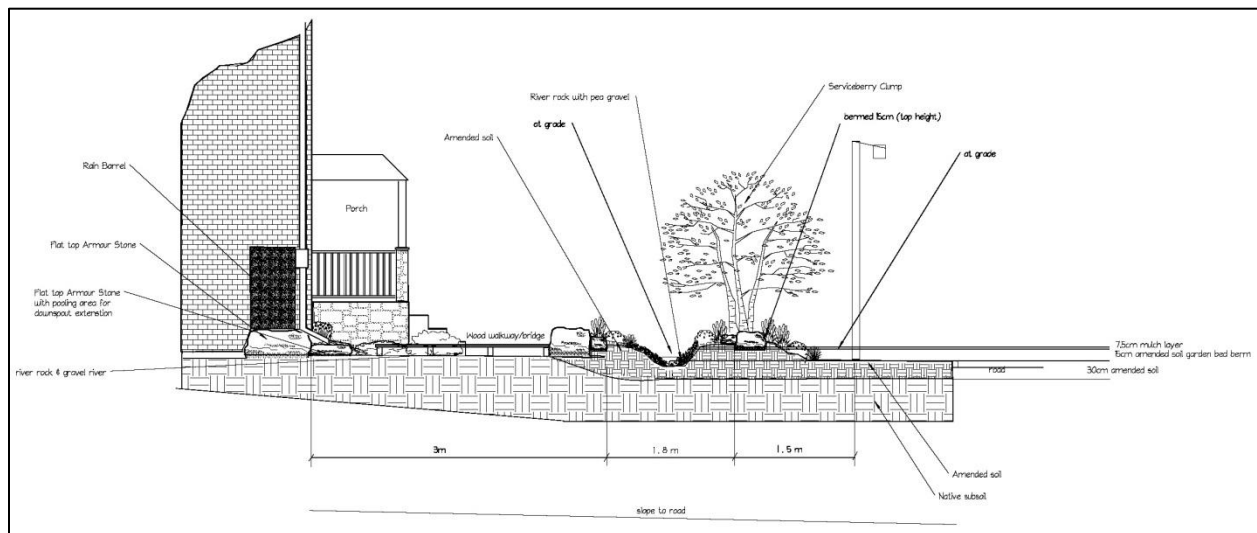 Serviceberry Clump
River rock with pea gravel
bermed 15cm (top height)
at grade
Amended soil
at grade
Rain Barrel
Porch
Flat top Armour Stone
Flat top Armour Stone
with pooling area for
downspout extenstion
Wood walkway/bridge
7.5cm mulch layer
15cm amended soil garden bed berm
road
30cm amended soil
river rock & gravel river
3m
1.8 m
1.5 m
Amended soil
Native subsoil
slope to road